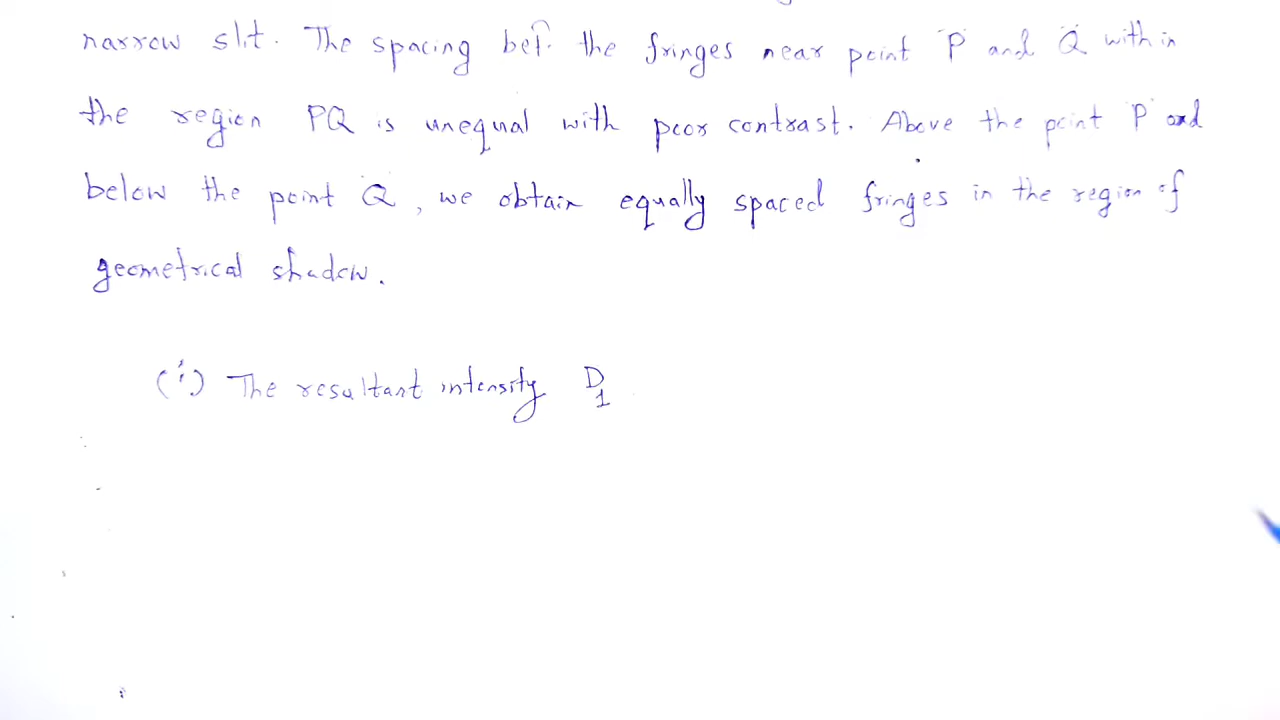 narrow slit. The spacing bet. the fringes near point P and Q within
the region PQ is unequal with poor contrast. Above the point P and
below the point Q, we obtain equally spaced fringes in the region of
geometrical shadow.
(i) The resultant intensity D1